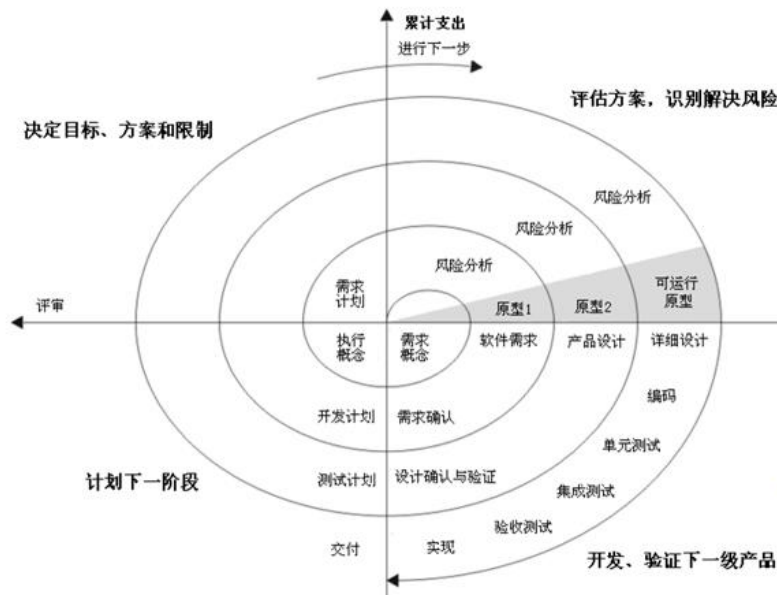 累计支出
进行下一步
评估方案，识别解决风险
决定目标、方案和限制
风险分析
风险分析
风险分析
需求
计划
可运行
原型
原型1
原型2
评审
执行
概念
需求
概念
软件需求
产品设计
详细设计
编码
开发计划
需求确认
单元测试
计划下一阶段
测试计划
设计确认与验证
集成测试
验收测试
交付
实现
开发、验证下一级产品